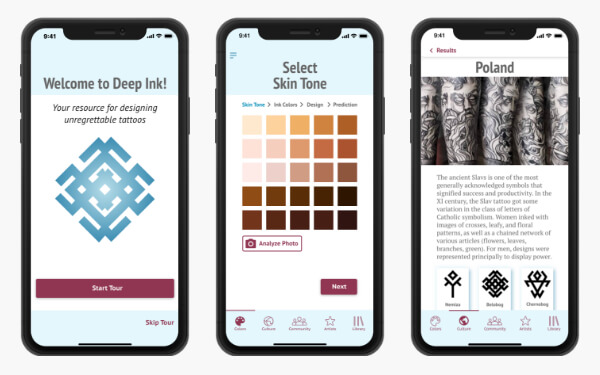 9:41
Welcome to Deep Ink!
Your resource for designing
unregrettable tattoos
Start Tour
Skip Tour
9:41
Select
Skin Tone
Skin Tone > Ink Colors > Design > Prediction
Analyze Photo
Next
Colors Culture Community Artists Library
9:41
< Results
Poland
The ancient Slavs is one of the most
generally acknowledged symbols that
signified success and productivity. In the
XI century, the Slav tattoo got some
variation in the class of letters of
Catholic symbolism. Women inked with
images of crosses, leafy, and floral
patterns, as well as a chained network of
various articles (flowers, leaves,
branches, green). For men, designs were
represented principally to display power.
Belobog Chernobog
Colors Culture Community Artists Library